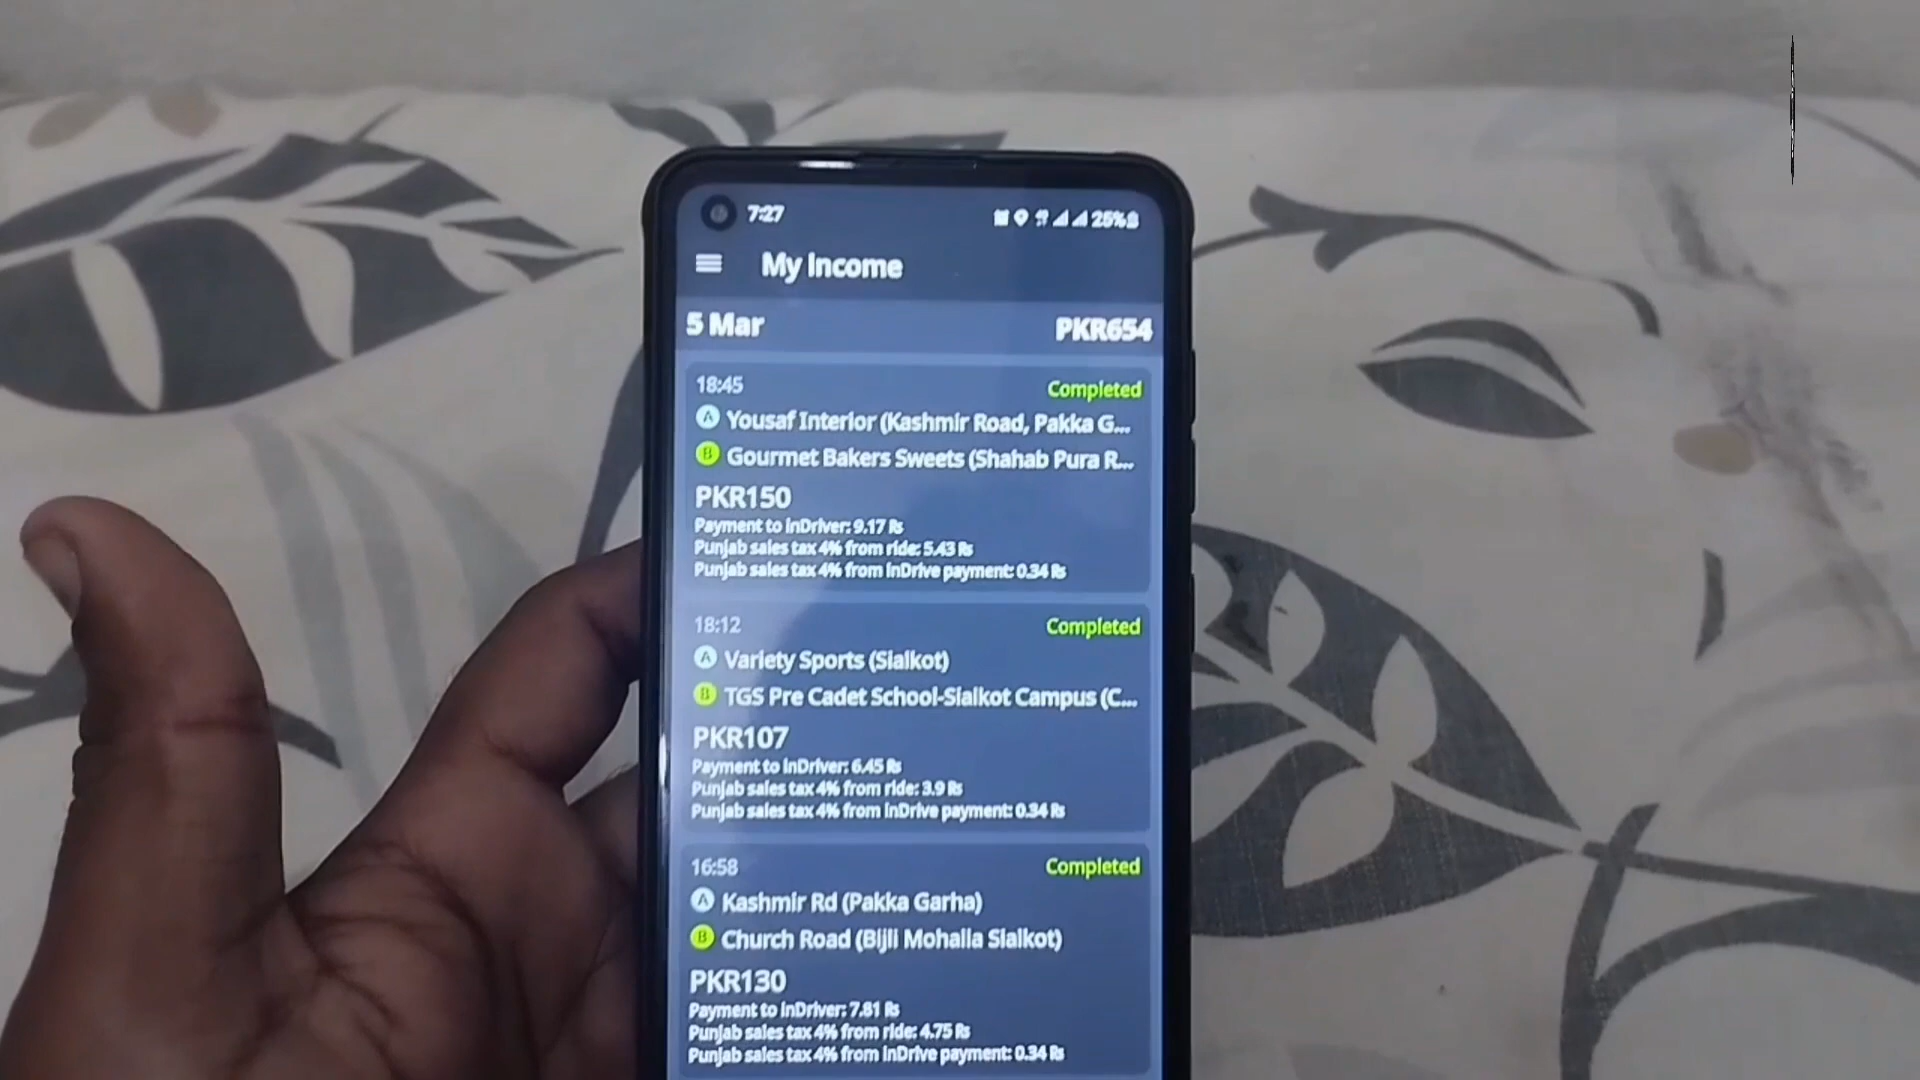 7:27
25%
My Income
5 Mar
PKR654
18:45
Completed
A Yousaf Interior (Kashmir Road, Pakka G...
B Gourmet Bakers Sweets (Shahab Pura R...
PKR150
Payment to inDriver: 9.17 Rs
Punjab sales tax 4% from ride: 5.43 Rs
Punjab sales tax 4% from inDrive payment: 0.34 Rs
18:12
Completed
A Variety Sports (Sialkot)
B TGS Pre Cadet School-Sialkot Campus (C...
PKR107
Payment to inDriver: 6.45 Rs
Punjab sales tax 4% from ride: 3.9 Rs
Punjab sales tax 4% from inDrive payment: 0.34 Rs
16:58
Completed
A Kashmir Rd (Pakka Garha)
B Church Road (Bijli Mohalla Sialkot)
PKR130
Payment to inDriver: 7.81 Rs
Punjab sales tax 4% from ride: 4.75 Rs
Punjab sales tax 4% from inDrive payment: 0.34 Rs